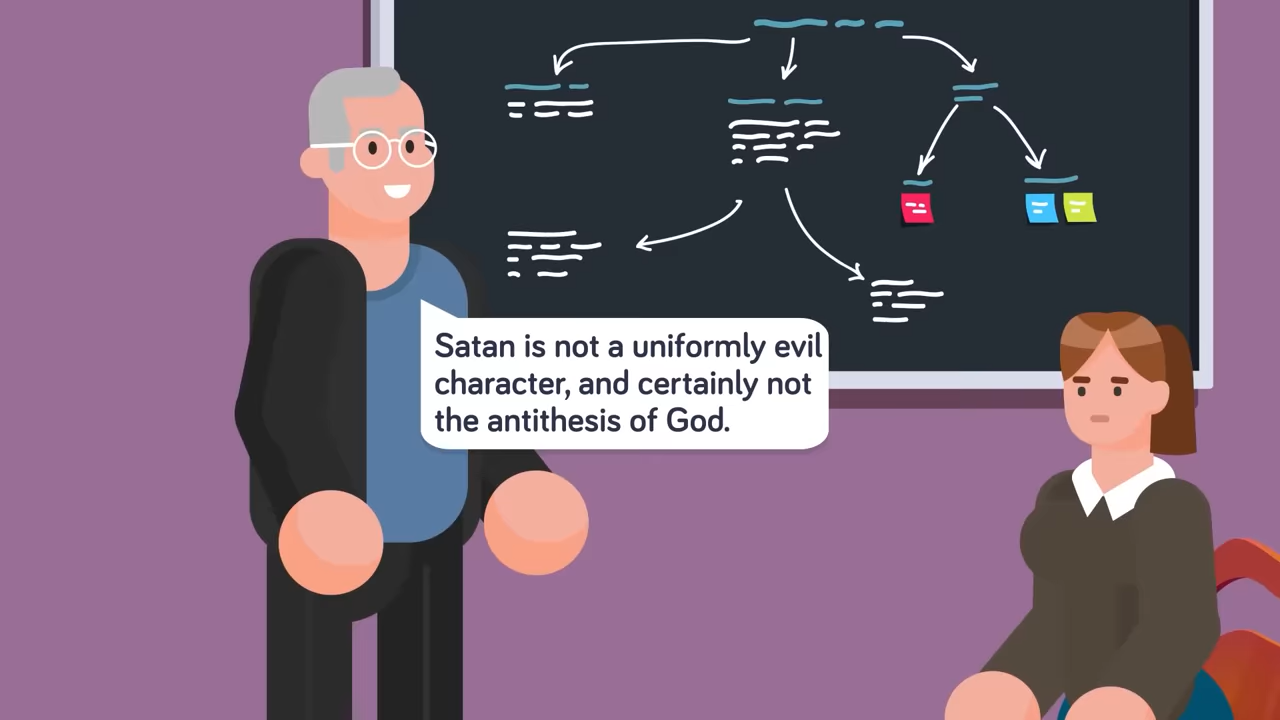 Satan is not a uniformly evil
character, and certainly not
the antithesis of God.